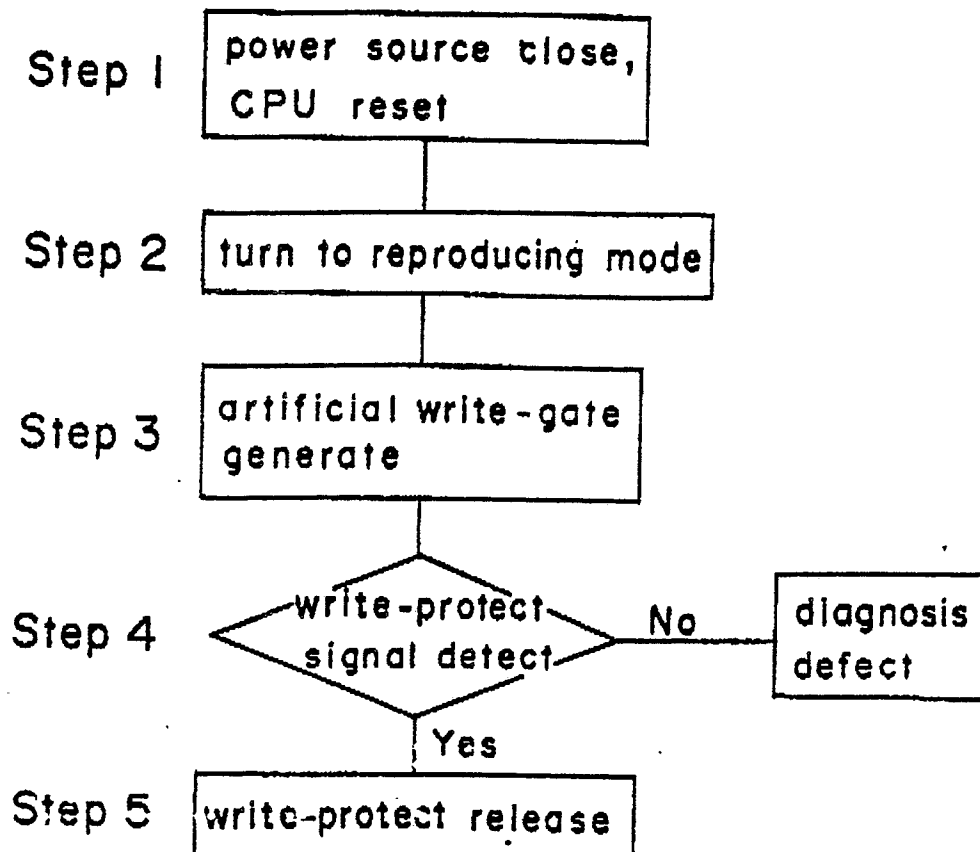 Step 1
power source close,
CPU reset
Step 2
turn to reproducing mode
Step 3
artificial write-gate
generate
Step 4
write-protect
signal detect
No
diagnosis
defect
Yes
Step 5
write-protect release